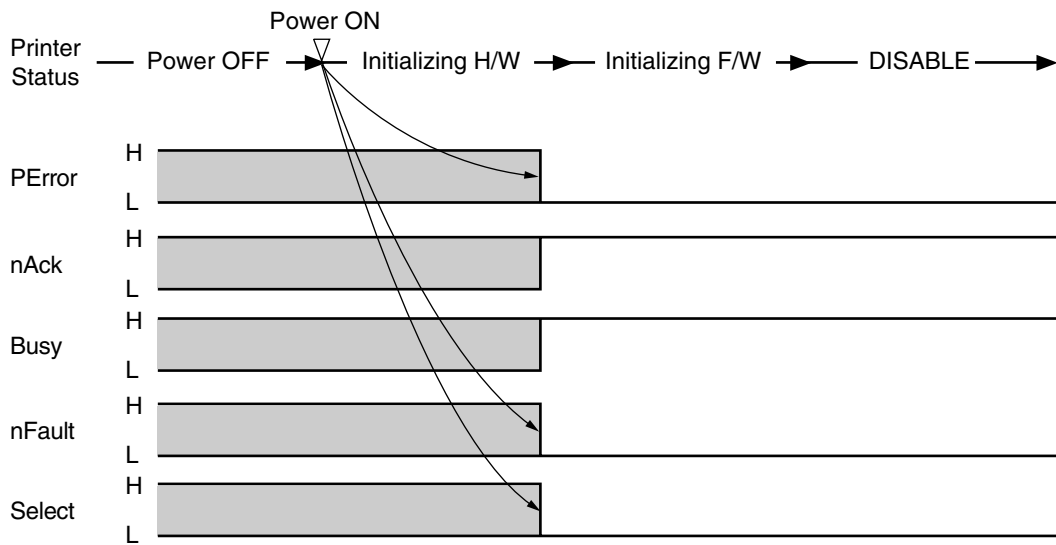 Power ON
Printer
Status
Power OFF
Initializing H/W
Initializing F/W
DISABLE
H
PError
L
H
nAck
L
H
Busy
L
H
nFault
L
H
Select
L